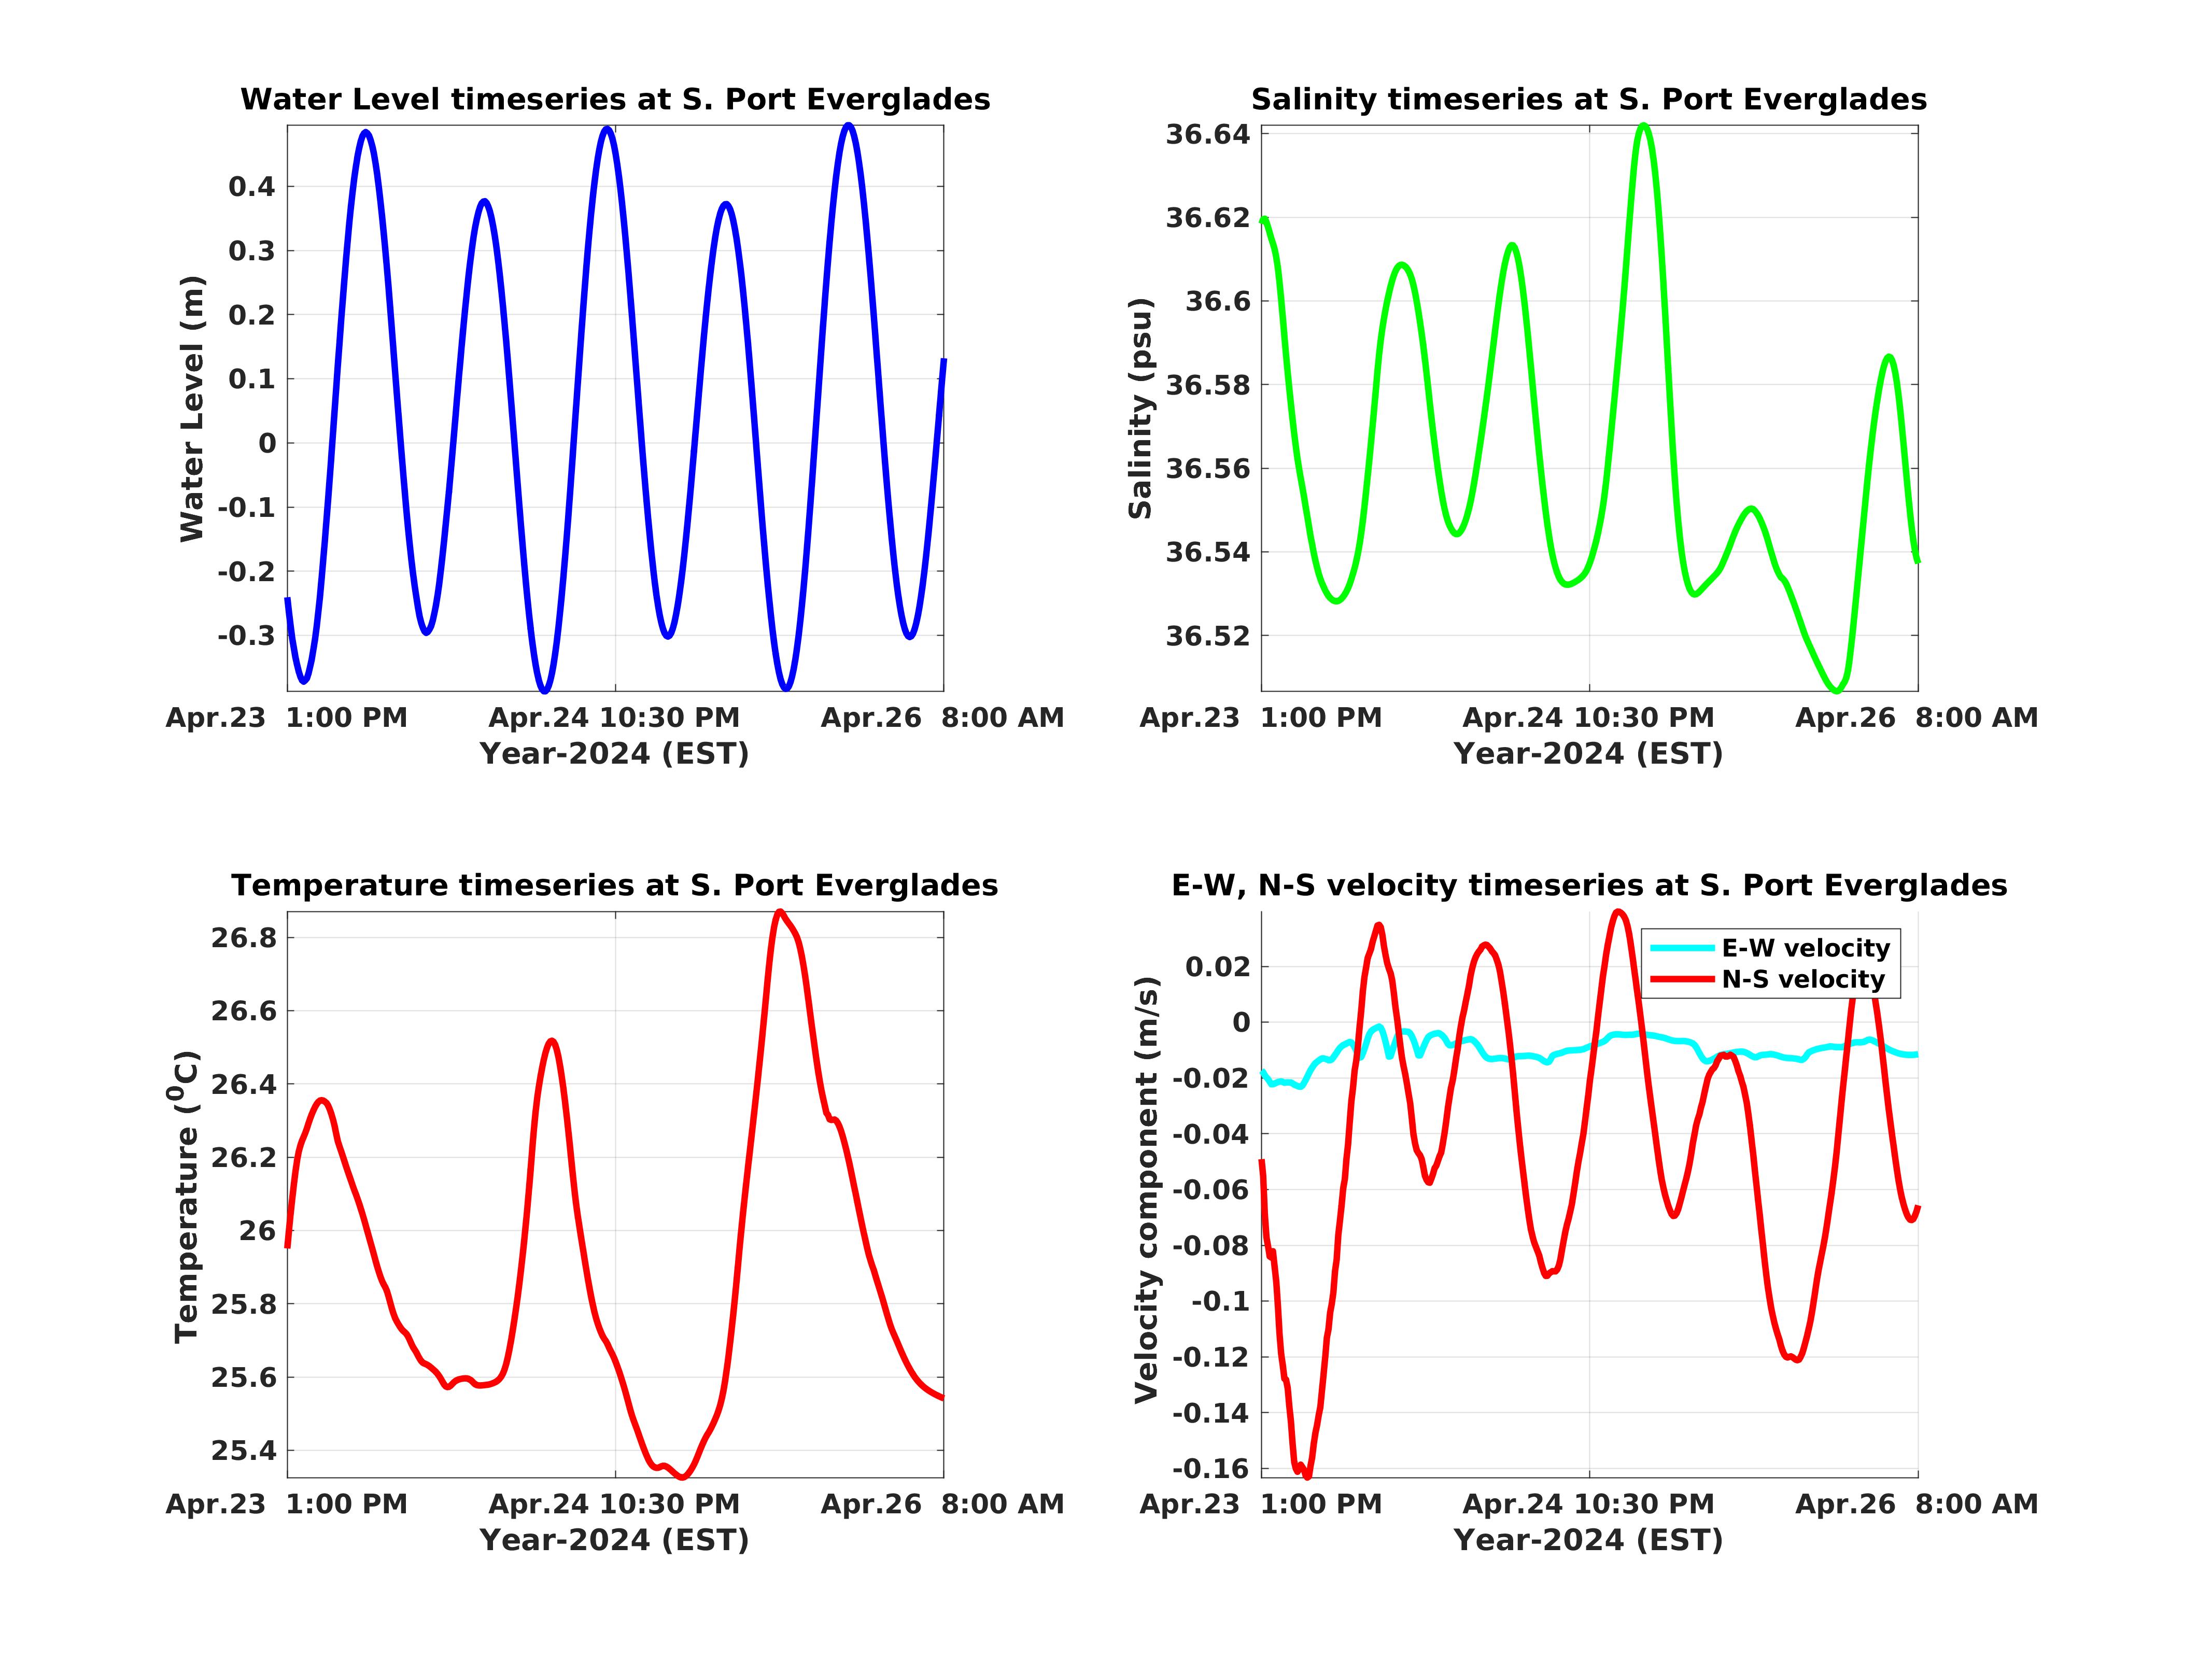 Water Level timeseries at S. Port Everglades
Water Level (m)
0.4
0.3
0.2
0.1
0
-0.1
-0.2
-0.3
Apr.23 1:00 PM Apr.24 10:30 PM Apr.26 8:00 AM
Year-2024 (EST)
Salinity timeseries at S. Port Everglades
Salinity (psu)
36.64
36.62
36.6
36.58
36.56
36.54
36.52
Apr.23 1:00 PM Apr.24 10:30 PM Apr.26 8:00 AM
Year-2024 (EST)
Temperature timeseries at S. Port Everglades
Temperature (⁰C)
26.8
26.6
26.4
26.2
26
25.8
25.6
25.4
Apr.23 1:00 PM Apr.24 10:30 PM Apr.26 8:00 AM
Year-2024 (EST)
E-W, N-S velocity timeseries at S. Port Everglades
Velocity component (m/s)
0.02
0
-0.02
-0.04
-0.06
-0.08
-0.1
-0.12
-0.14
-0.16
E-W velocity
N-S velocity
Apr.23 1:00 PM Apr.24 10:30 PM Apr.26 8:00 AM
Year-2024 (EST)